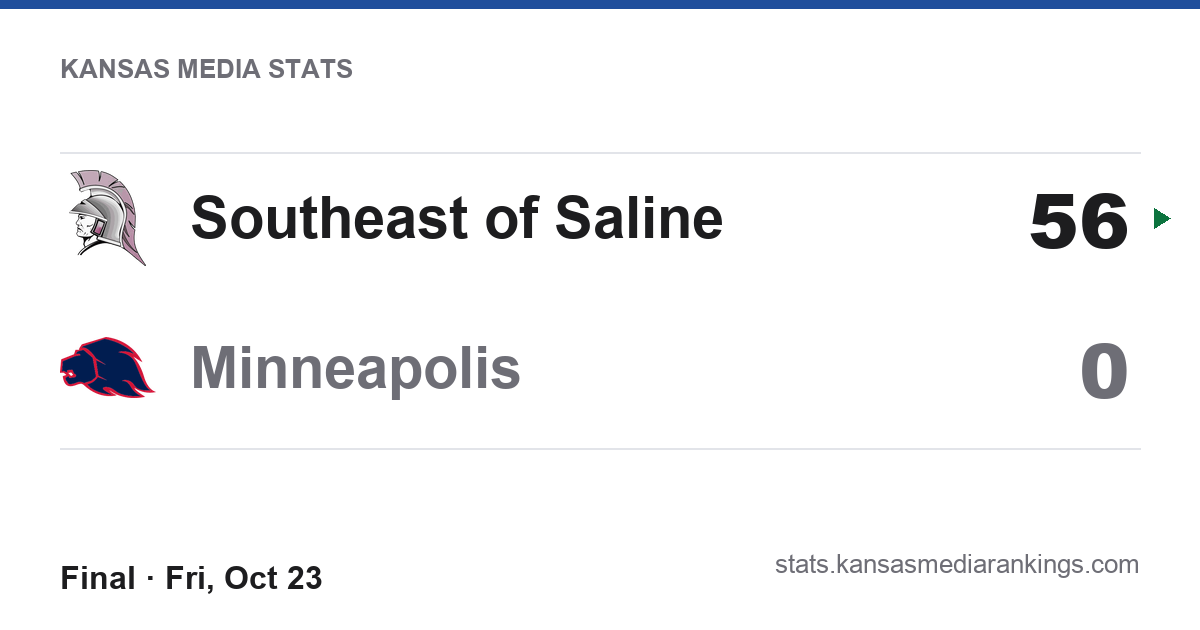 KANSAS MEDIA STATS
Southeast of Saline 56
Minneapolis 0
Final · Fri, Oct 23
stats.kansasmediarankings.com